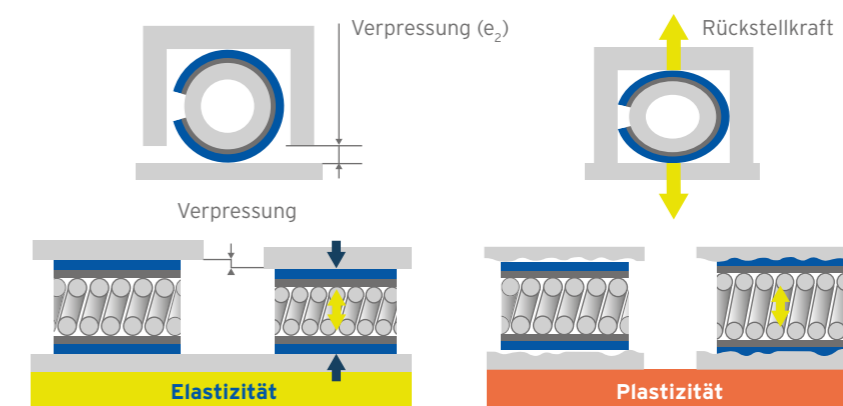 Verpressung (e₂)
Rückstellkraft
Verpressung
Elastizität
Plastizität